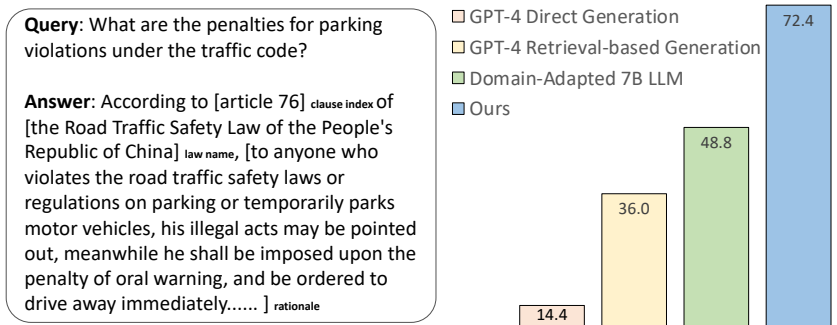 Query: What are the penalties for parking
violations under the traffic code?
Answer: According to [article 76] clause index of
[the Road Traffic Safety Law of the People's
Republic of China] law name, [to anyone who
violates the road traffic safety laws or
regulations on parking or temporarily parks
motor vehicles, his illegal acts may be pointed
out, meanwhile he shall be imposed upon the
penalty of oral warning, and be ordered to
drive away immediately...... ] rationale
GPT-4 Direct Generation
GPT-4 Retrieval-based Generation
Domain-Adapted 7B LLM
Ours
14.4
36.0
48.8
72.4